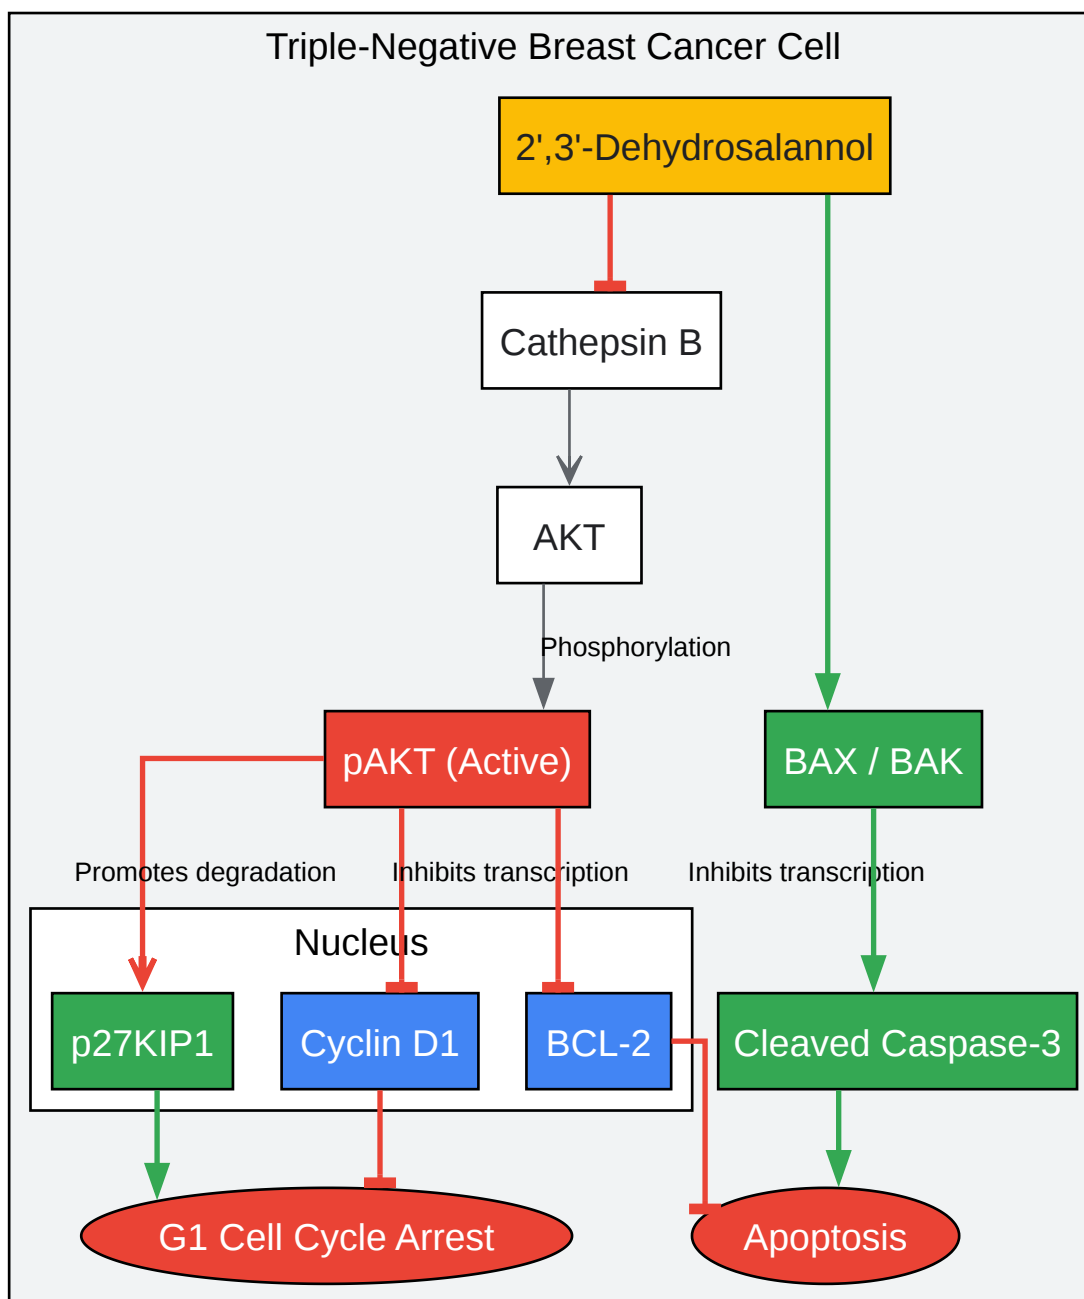 Triple-Negative Breast Cancer Cell
2',3'-Dehydrosalannol
Cathepsin B
AKT
Phosphorylation
pAKT (Active)
BAX / BAK
Promotes degradation
Inhibits transcription
Inhibits transcription
Nucleus
p27KIP1
Cyclin D1
BCL-2
Cleaved Caspase-3
G1 Cell Cycle Arrest
Apoptosis